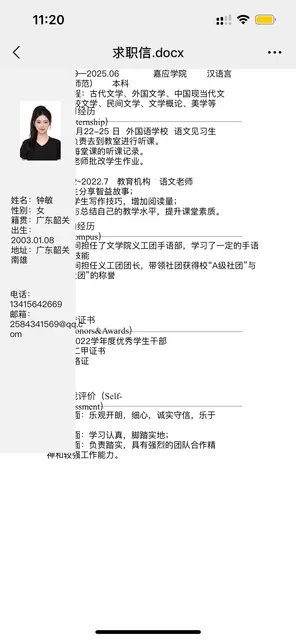 11:20
求职信.docx
—2025.06 嘉应学院 汉语言
师范） 本科
程：古代文学、外国文学、中国现当代文
文学、民间文学、文学概论、美学等
经历
ternship)
月22-25 日 外国语学校 语文见习生
负责去到教室进行听课。
每堂课的听课记录。
老师批改学生作业。
-2022.7 教育机构 语文老师
生分享智益故事；
学生写作技巧，增加阅读量；
与总结自己的教学水平，提升课堂素质。
经历
ompus)
间担任了文学院义工团手语部，学习了一定的手语
技能
间担任义工团团长，带领社团获得校“A级社团”与
社团”的称誉
证书
onors&Awards)
022学年度优秀学生干部
二甲证书
格证
评价（Self-
ssment)
面：乐观开朗，细心，诚实守信，乐于
面：学习认真，脚踏实地；
面：负责踏实，具有强烈的团队合作精
神和较强工作能力。
姓名：钟敏
性别：女
籍贯：广东韶关
出生：
2003.01.08
地址：广东韶关
南雄
电话：
13415642669
邮箱：
2584341569@qq.c
om